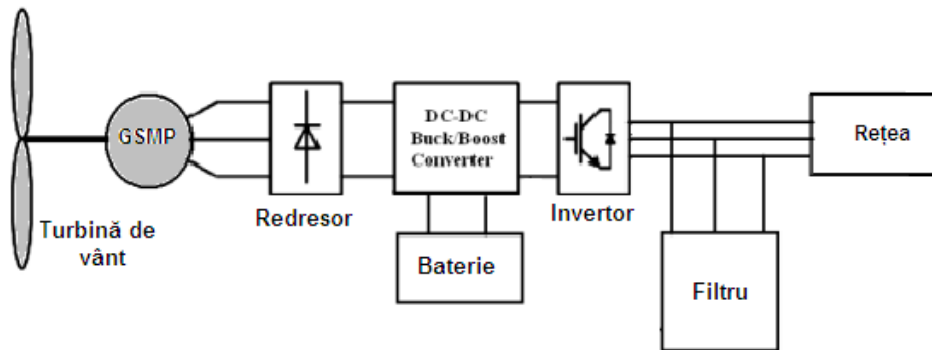 GSMP
Turbină de
vânt
Redresor
DC-DC
Buck/Boost
Converter
Baterie
Invertor
Filtru
Rețea